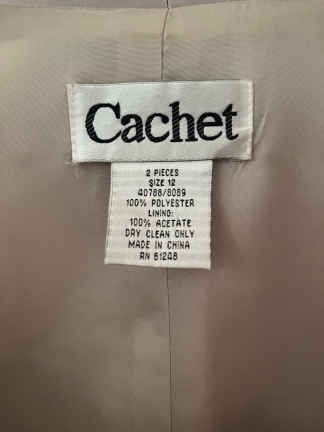 Cachet
2 PIECES
SIZE 12
40786/8089
100% POLYESTER
LINING:
100% ACETATE
DRY CLEAN ONLY
MADE IN CHINA
RN 61248